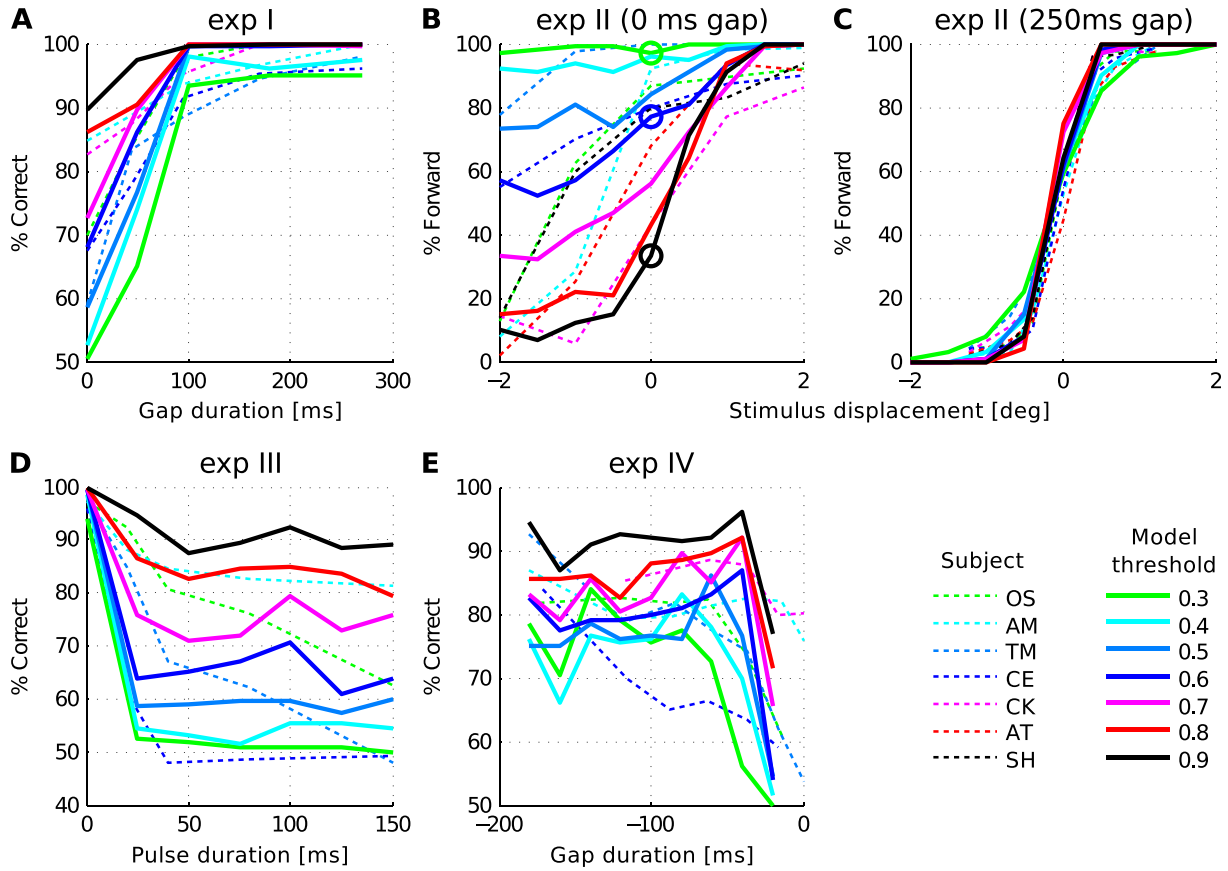 A exp I
100
90
80
70
60
50
% Correct
0 100 200 300
Gap duration [ms]
B exp II (0 ms gap)
100
80
60
40
20
0
% Forward
−2 0 2
C exp II (250ms gap)
100
80
60
40
20
0
% Forward
−2 0 2
Stimulus displacement [deg]
D exp III
100
90
80
70
60
50
40
% Correct
0 50 100 150
Pulse duration [ms]
E exp IV
100
90
80
70
60
50
% Correct
−200 −100 0
Gap duration [ms]
Subject
OS
AM
TM
CE
CK
AT
SH
Model
threshold
0.3
0.4
0.5
0.6
0.7
0.8
0.9